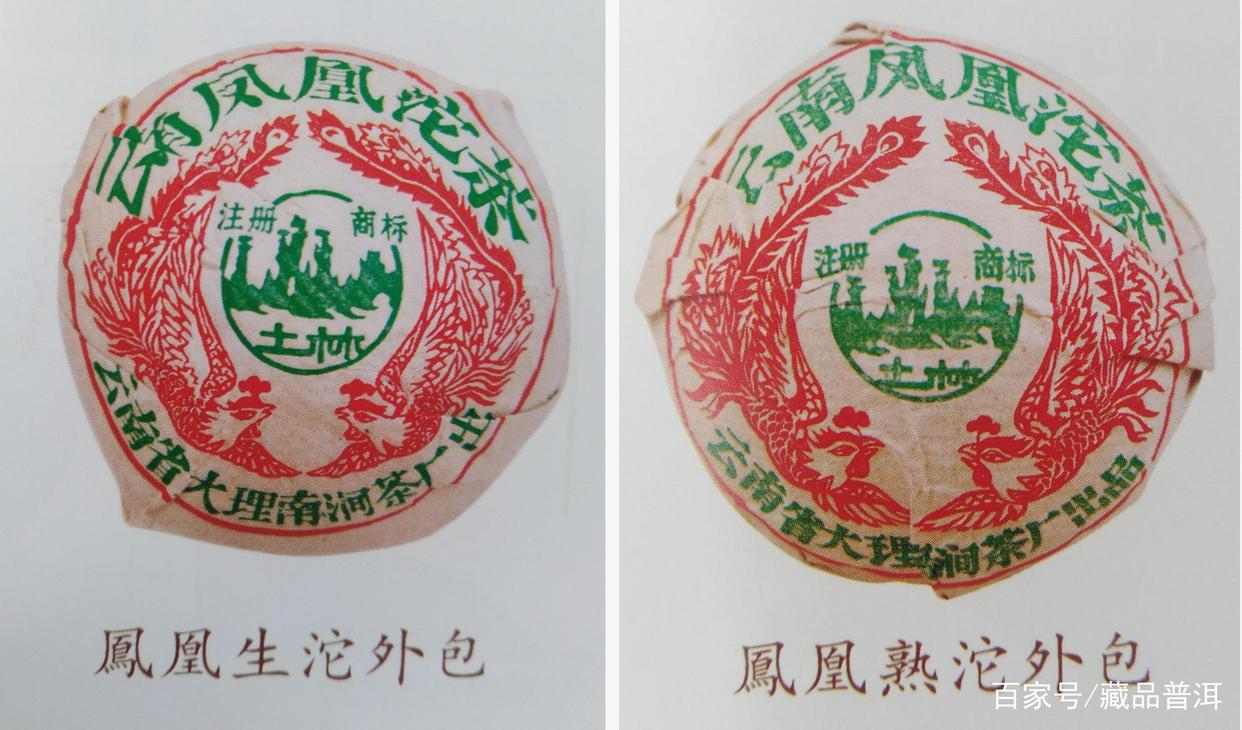 云南凤凰沱茶
注册 商标
土林
云南省大理南涧茶厂出
鳳凰生沱外包
云南凤凰沱茶
注册 商标
土林
云南省大理南涧茶厂出品
鳳凰熟沱外包
百家号/藏品普洱